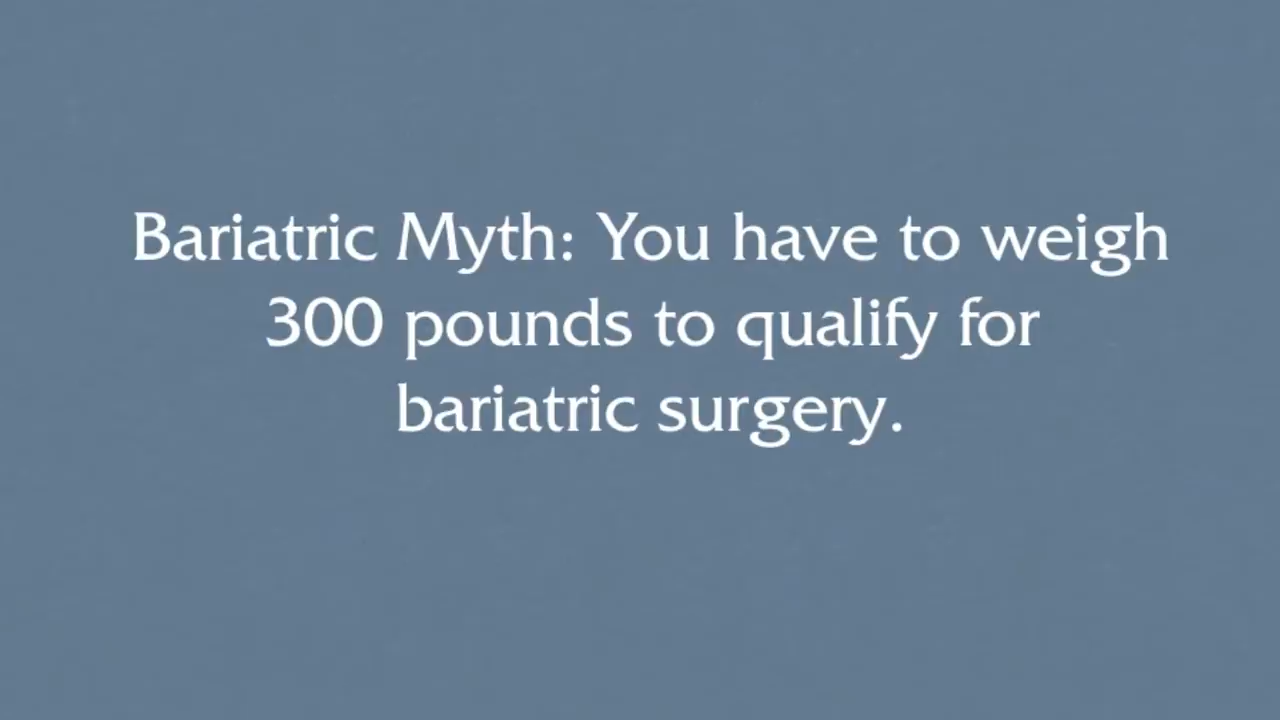 Bariatric Myth: You have to weigh
300 pounds to qualify for
bariatric surgery.